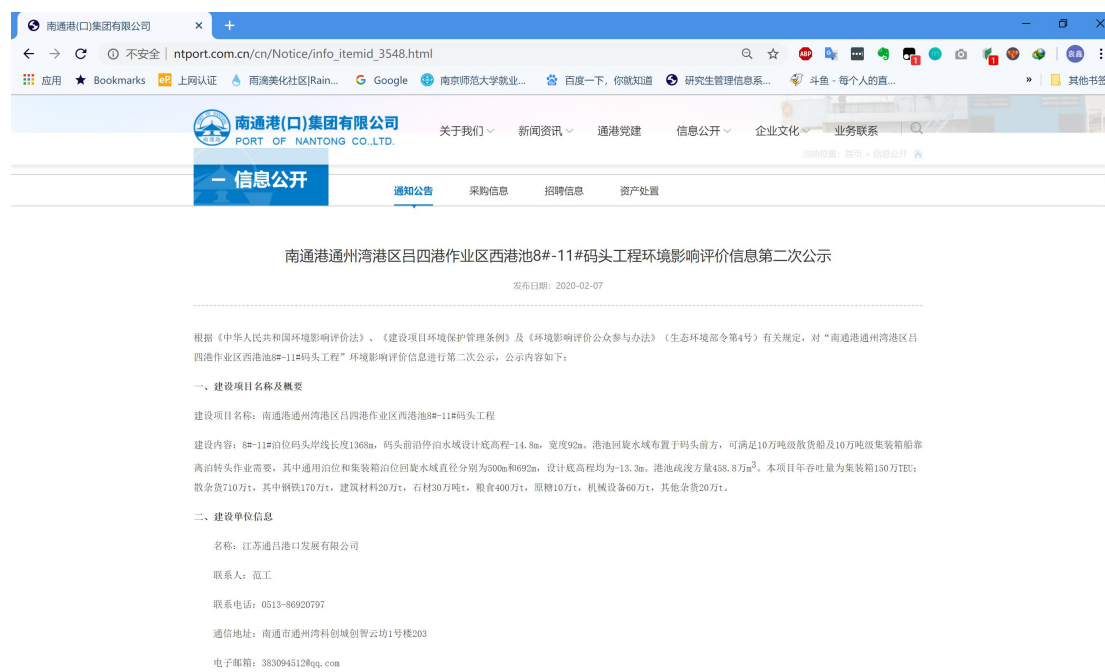 南通港(口)集团有限公司
不安全 ntport.com.cn/cn/Notice/info_itemid_3548.html
ABP 1 1 袁鑫
应用 Bookmarks 上网认证 雨滴美化社区|Rain... Google 南京师范大学就业... 百度一下，你就知道 研究生管理信息系... 斗鱼 - 每个人的直... » 其他书签
南通港(口)集团有限公司
PORT OF NANTONG CO.,LTD.
关于我们 新闻资讯 通港党建 信息公开 企业文化 业务联系
当前位置：首页 > 信息公开
信息公开
通知公告 采购信息 招聘信息 资产处置
南通港通州湾港区吕四港作业区西港池8#-11#码头工程环境影响评价信息第二次公示
发布日期：2020-02-07
根据《中华人民共和国环境影响评价法》、《建设项目环境保护管理条例》及《环境影响评价公众参与办法》（生态环境部令第4号）有关规定，对“南通港通州湾港区吕
四港作业区西港池8#-11#码头工程”环境影响评价信息进行第二次公示，公示内容如下：
一、建设项目名称及概要
建设项目名称：南通港通州湾港区吕四港作业区西港池8#-11#码头工程
建设内容：8#-11#泊位码头岸线长度1368m，码头前沿停泊水域设计底高程-14.8m，宽度92m。港池回旋水域布置于码头前方，可满足10万吨级散货船及10万吨级集装箱船靠
离泊转头作业需要，其中通用泊位和集装箱泊位回旋水域直径分别为500m和692m，设计底高程均为-13.3m。港池疏浚方量458.8万m³。本项目年吞吐量为集装箱150万TEU；
散杂货710万t，其中钢铁170万t，建筑材料20万t，石材30万吨t，粮食400万t，原糖10万t，机械设备60万t，其他杂货20万t。
二、建设单位信息
名称：江苏通吕港口发展有限公司
联系人：范工
联系电话：0513-86920797
通信地址：南通市通州湾科创城创智云坊1号楼203
电子邮箱：383094512@qq.com